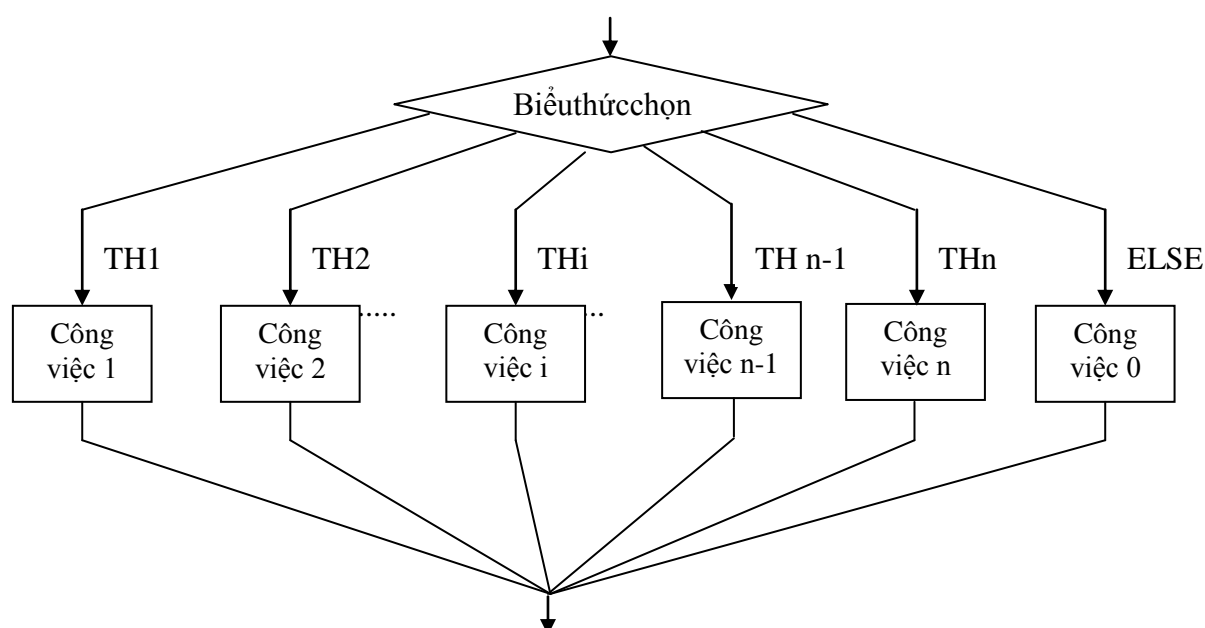 Biểuthứcchọn
TH1 TH2 THi TH n-1 THn ELSE
Công Công Công Công Công Công
việc 1 việc 2 ..... việc i ... việc n-1 việc n việc 0